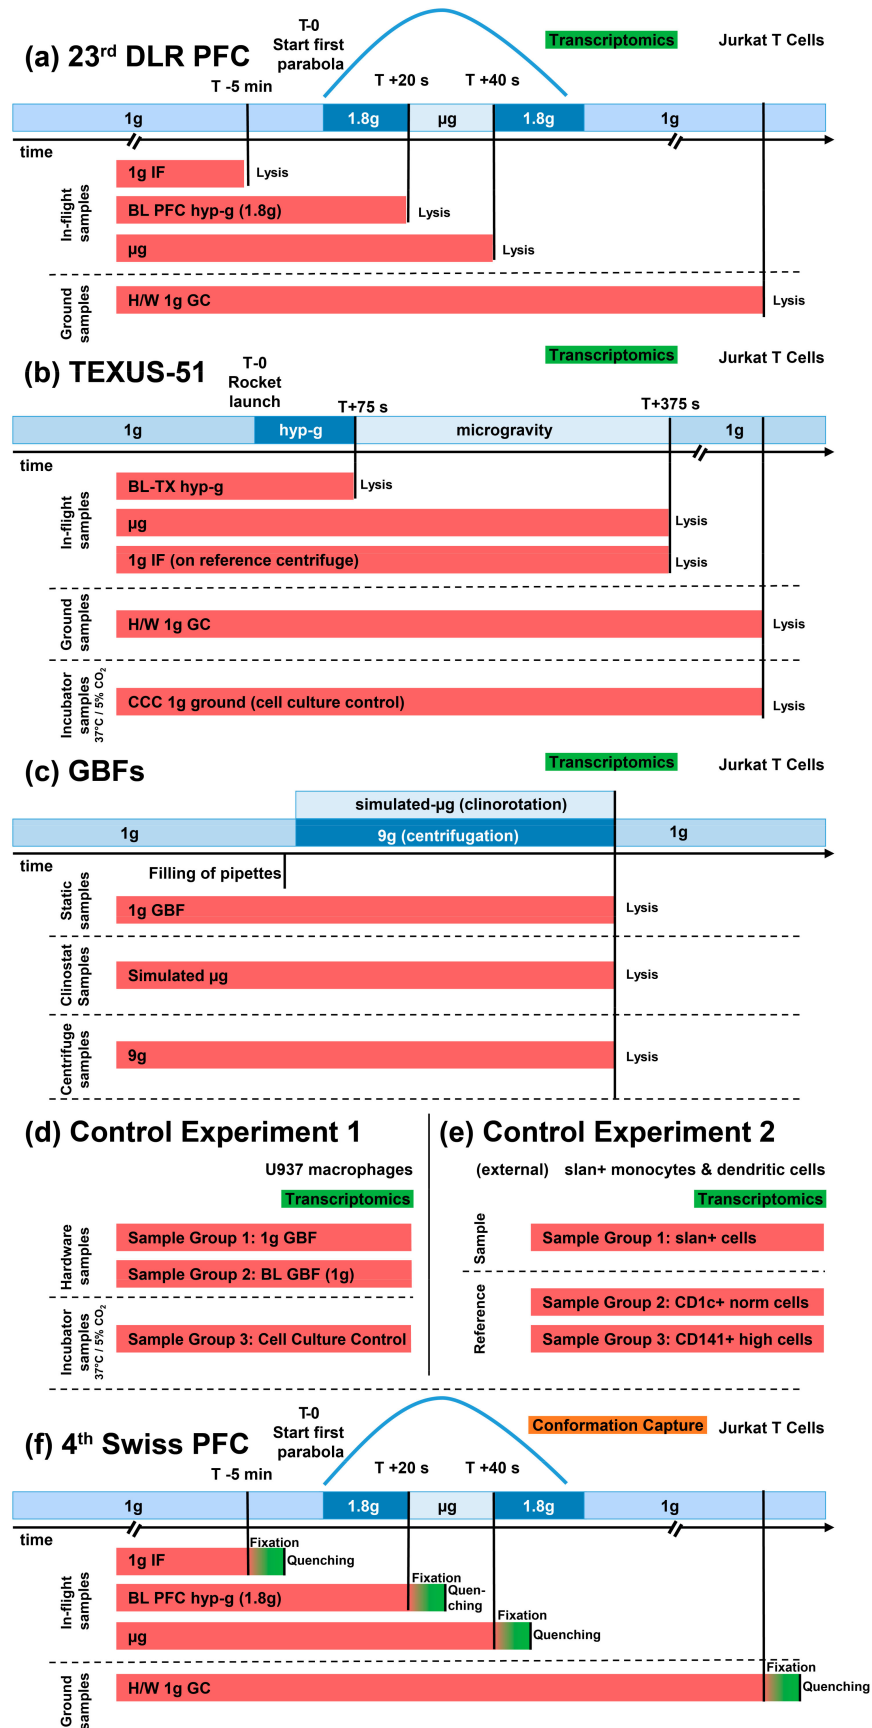 (a) 23rd DLR PFC
T-0
Start first
parabola
Transcriptomics
Jurkat T Cells
T -5 min
T +20 s
T +40 s
1g
1.8g
µg
1.8g
1g
time
In-flight
samples
1g IF
Lysis
BL PFC hyp-g (1.8g)
Lysis
µg
Lysis
Ground
samples
H/W 1g GC
Lysis
(b) TEXUS-51
T-0
Rocket
launch
Transcriptomics
Jurkat T Cells
T+75 s
T+375 s
1g
hyp-g
microgravity
1g
time
In-flight
samples
BL-TX hyp-g
Lysis
µg
Lysis
1g IF (on reference centrifuge)
Lysis
Ground
samples
H/W 1g GC
Lysis
Incubator
samples
37°C / 5% CO2
CCC 1g ground (cell culture control)
Lysis
(c) GBFs
Transcriptomics
Jurkat T Cells
simulated-µg (clinorotation)
1g
9g (centrifugation)
1g
time
Filling of pipettes
Static
samples
1g GBF
Lysis
Clinostat
Samples
Simulated µg
Lysis
Centrifuge
samples
9g
Lysis
(d) Control Experiment 1
U937 macrophages
Transcriptomics
Hardware
samples
Sample Group 1: 1g GBF
Sample Group 2: BL GBF (1g)
Incubator
samples
37°C / 5% CO2
Sample Group 3: Cell Culture Control
(e) Control Experiment 2
(external) slan+ monocytes & dendritic cells
Transcriptomics
Sample
Sample Group 1: slan+ cells
Reference
Sample Group 2: CD1c+ norm cells
Sample Group 3: CD141+ high cells
(f) 4th Swiss PFC
T-0
Start first
parabola
Conformation Capture
Jurkat T Cells
T -5 min
T +20 s
T +40 s
1g
1.8g
µg
1.8g
1g
time
In-flight
samples
1g IF
Fixation
Quenching
BL PFC hyp-g (1.8g)
Fixation
Quen-
ching
µg
Fixation
Quenching
Ground
samples
H/W 1g GC
Fixation
Quenching